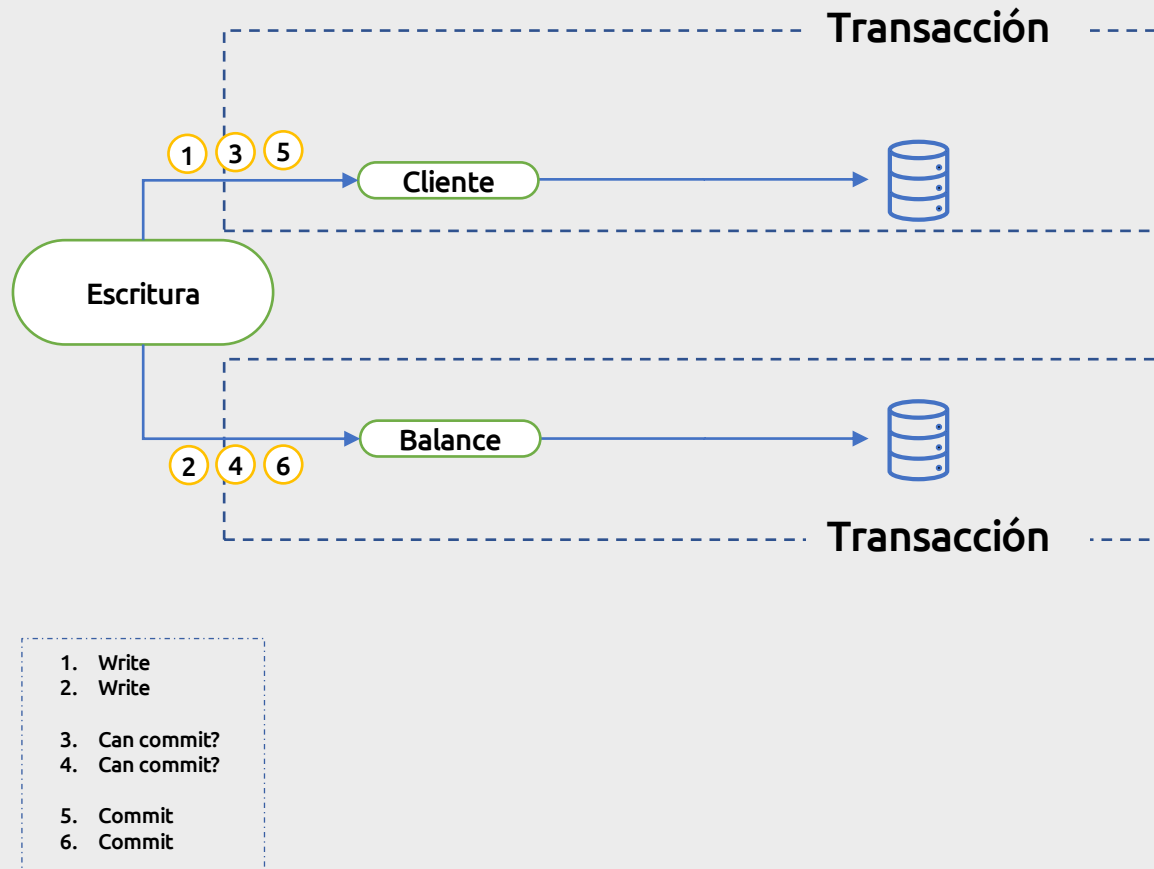 Transacción
1 3 5
Cliente
Escritura
Balance
2 4 6
Transacción
1. Write
2. Write
3. Can commit?
4. Can commit?
5. Commit
6. Commit